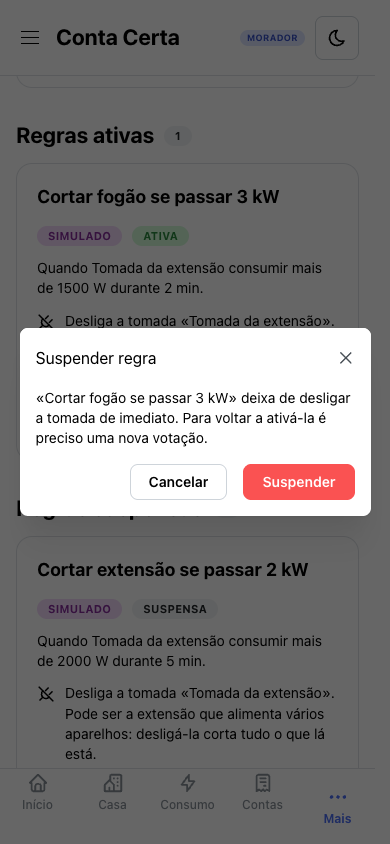 Conta Certa
MORADOR
Regras ativas 1
Cortar fogão se passar 3 kW
SIMULADO ATIVA
Quando Tomada da extensão consumir mais
de 1500 W durante 2 min.
Desliga a tomada «Tomada da extensão».
Suspender regra
«Cortar fogão se passar 3 kW» deixa de desligar
a tomada de imediato. Para voltar a ativá-la é
preciso uma nova votação.
Cancelar Suspender
Cortar extensão se passar 2 kW
SIMULADO SUSPENSA
Quando Tomada da extensão consumir mais
de 2000 W durante 5 min.
Desliga a tomada «Tomada da extensão».
Pode ser a extensão que alimenta vários
aparelhos: desligá-la corta tudo o que lá
está.
Início Casa Consumo Contas Mais